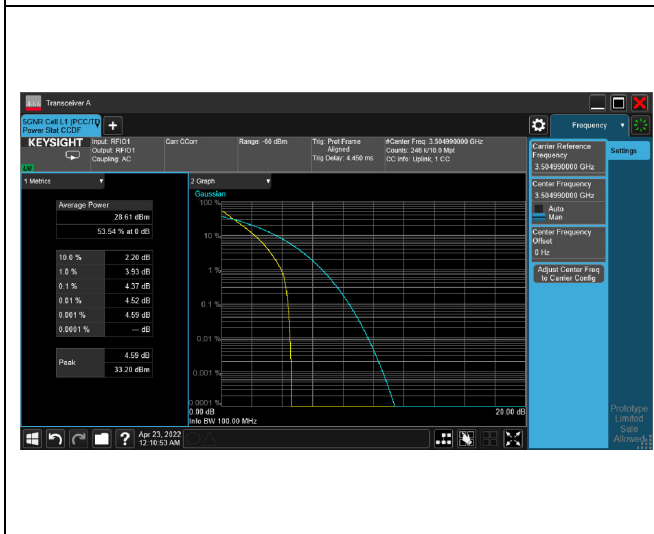 Transceiver A
5GNR Cell L1 (PCC/TD
Power Stat CCDF
+
Frequency
KEYSIGHT
Input: RFIO1
Output: RFIO1
Coupling: AC
Corr CCorr
Range: -60 dBm
Trig: Pret Frame
Aligned
Trig Delay: 4.450 ms
#Center Freq: 3.504990000 GHz
Counts: 246 k/10.0 Mpt
CC Info: Uplink, 1 CC
1 Metrics
Average Power
28.61 dBm
53.54 % at 0 dB
10.0 % 2.20 dB
1.0 % 3.93 dB
0.1 % 4.37 dB
0.01 % 4.52 dB
0.001 % 4.59 dB
0.0001 % --- dB
Peak
4.59 dB
33.20 dBm
2 Graph
Gaussian
100 %
10 %
1 %
0.1 %
0.01 %
0.001 %
0.0001 %
0.00 dB
20.00 dB
Info BW 100.00 MHz
Carrier Reference
Frequency
3.504990000 GHz
Center Frequency
3.504990000 GHz
Auto
Man
Center Frequency
Offset
0 Hz
Adjust Center Freq
to Carrier Config
Settings
Prototype
Limited
Sale
Allowed
?
Apr 23, 2022
12:10:53 AM